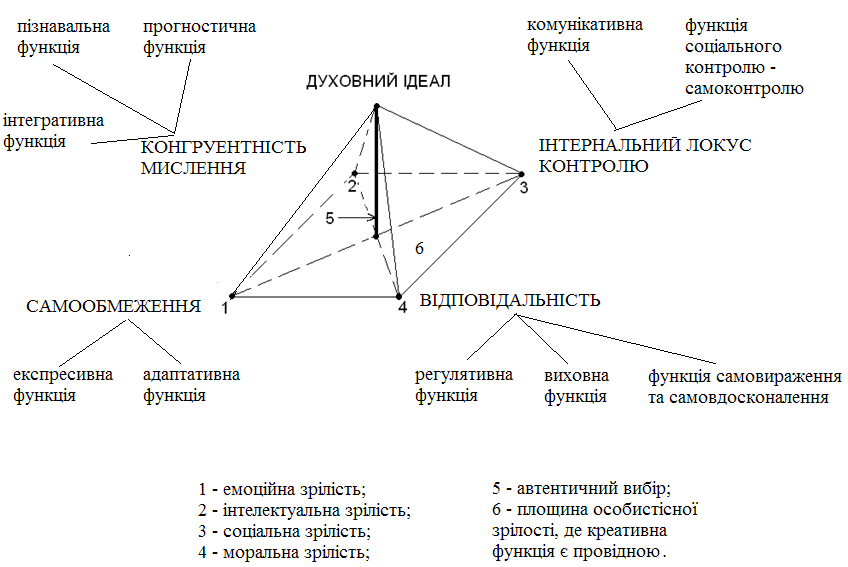 пізнавальна
функція
прогностична
функція
інтегративна
функція
КОНГРУЕНТНІСТЬ
МИСЛЕННЯ
комунікативна
функція
функція
соціального
контролю -
самоконтролю
ІНТЕРНАЛЬНИЙ ЛОКУС
КОНТРОЛЮ
ДУХОВНИЙ ІДЕАЛ
2
3
5
6
1
4
САМООБМЕЖЕННЯ
експресивна
функція
адаптативна
функція
ВІДПОВІДАЛЬНІСТЬ
регулятивна
функція
виховна
функція
функція самовираження
та самовдосконалення
1 - емоційна зрілість;
2 - інтелектуальна зрілість;
3 - соціальна зрілість;
4 - моральна зрілість;
5 - автентичний вибір;
6 - площина особистісної
зрілості, де креативна
функція є провідною.